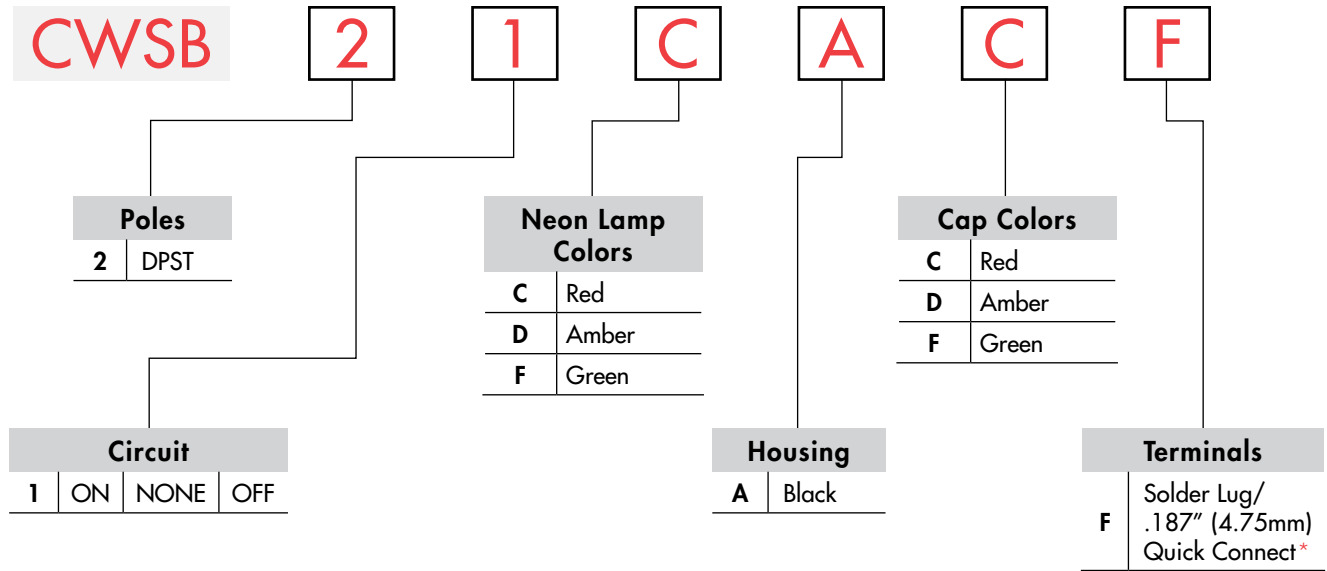 CWSB 2 1 C A C F
Poles
2 DPST
Neon Lamp
Colors
C Red
D Amber
F Green
Cap Colors
C Red
D Amber
F Green
Circuit
1 ON NONE OFF
Housing
A Black
Terminals
F Solder Lug/
.187” (4.75mm)
Quick Connect*